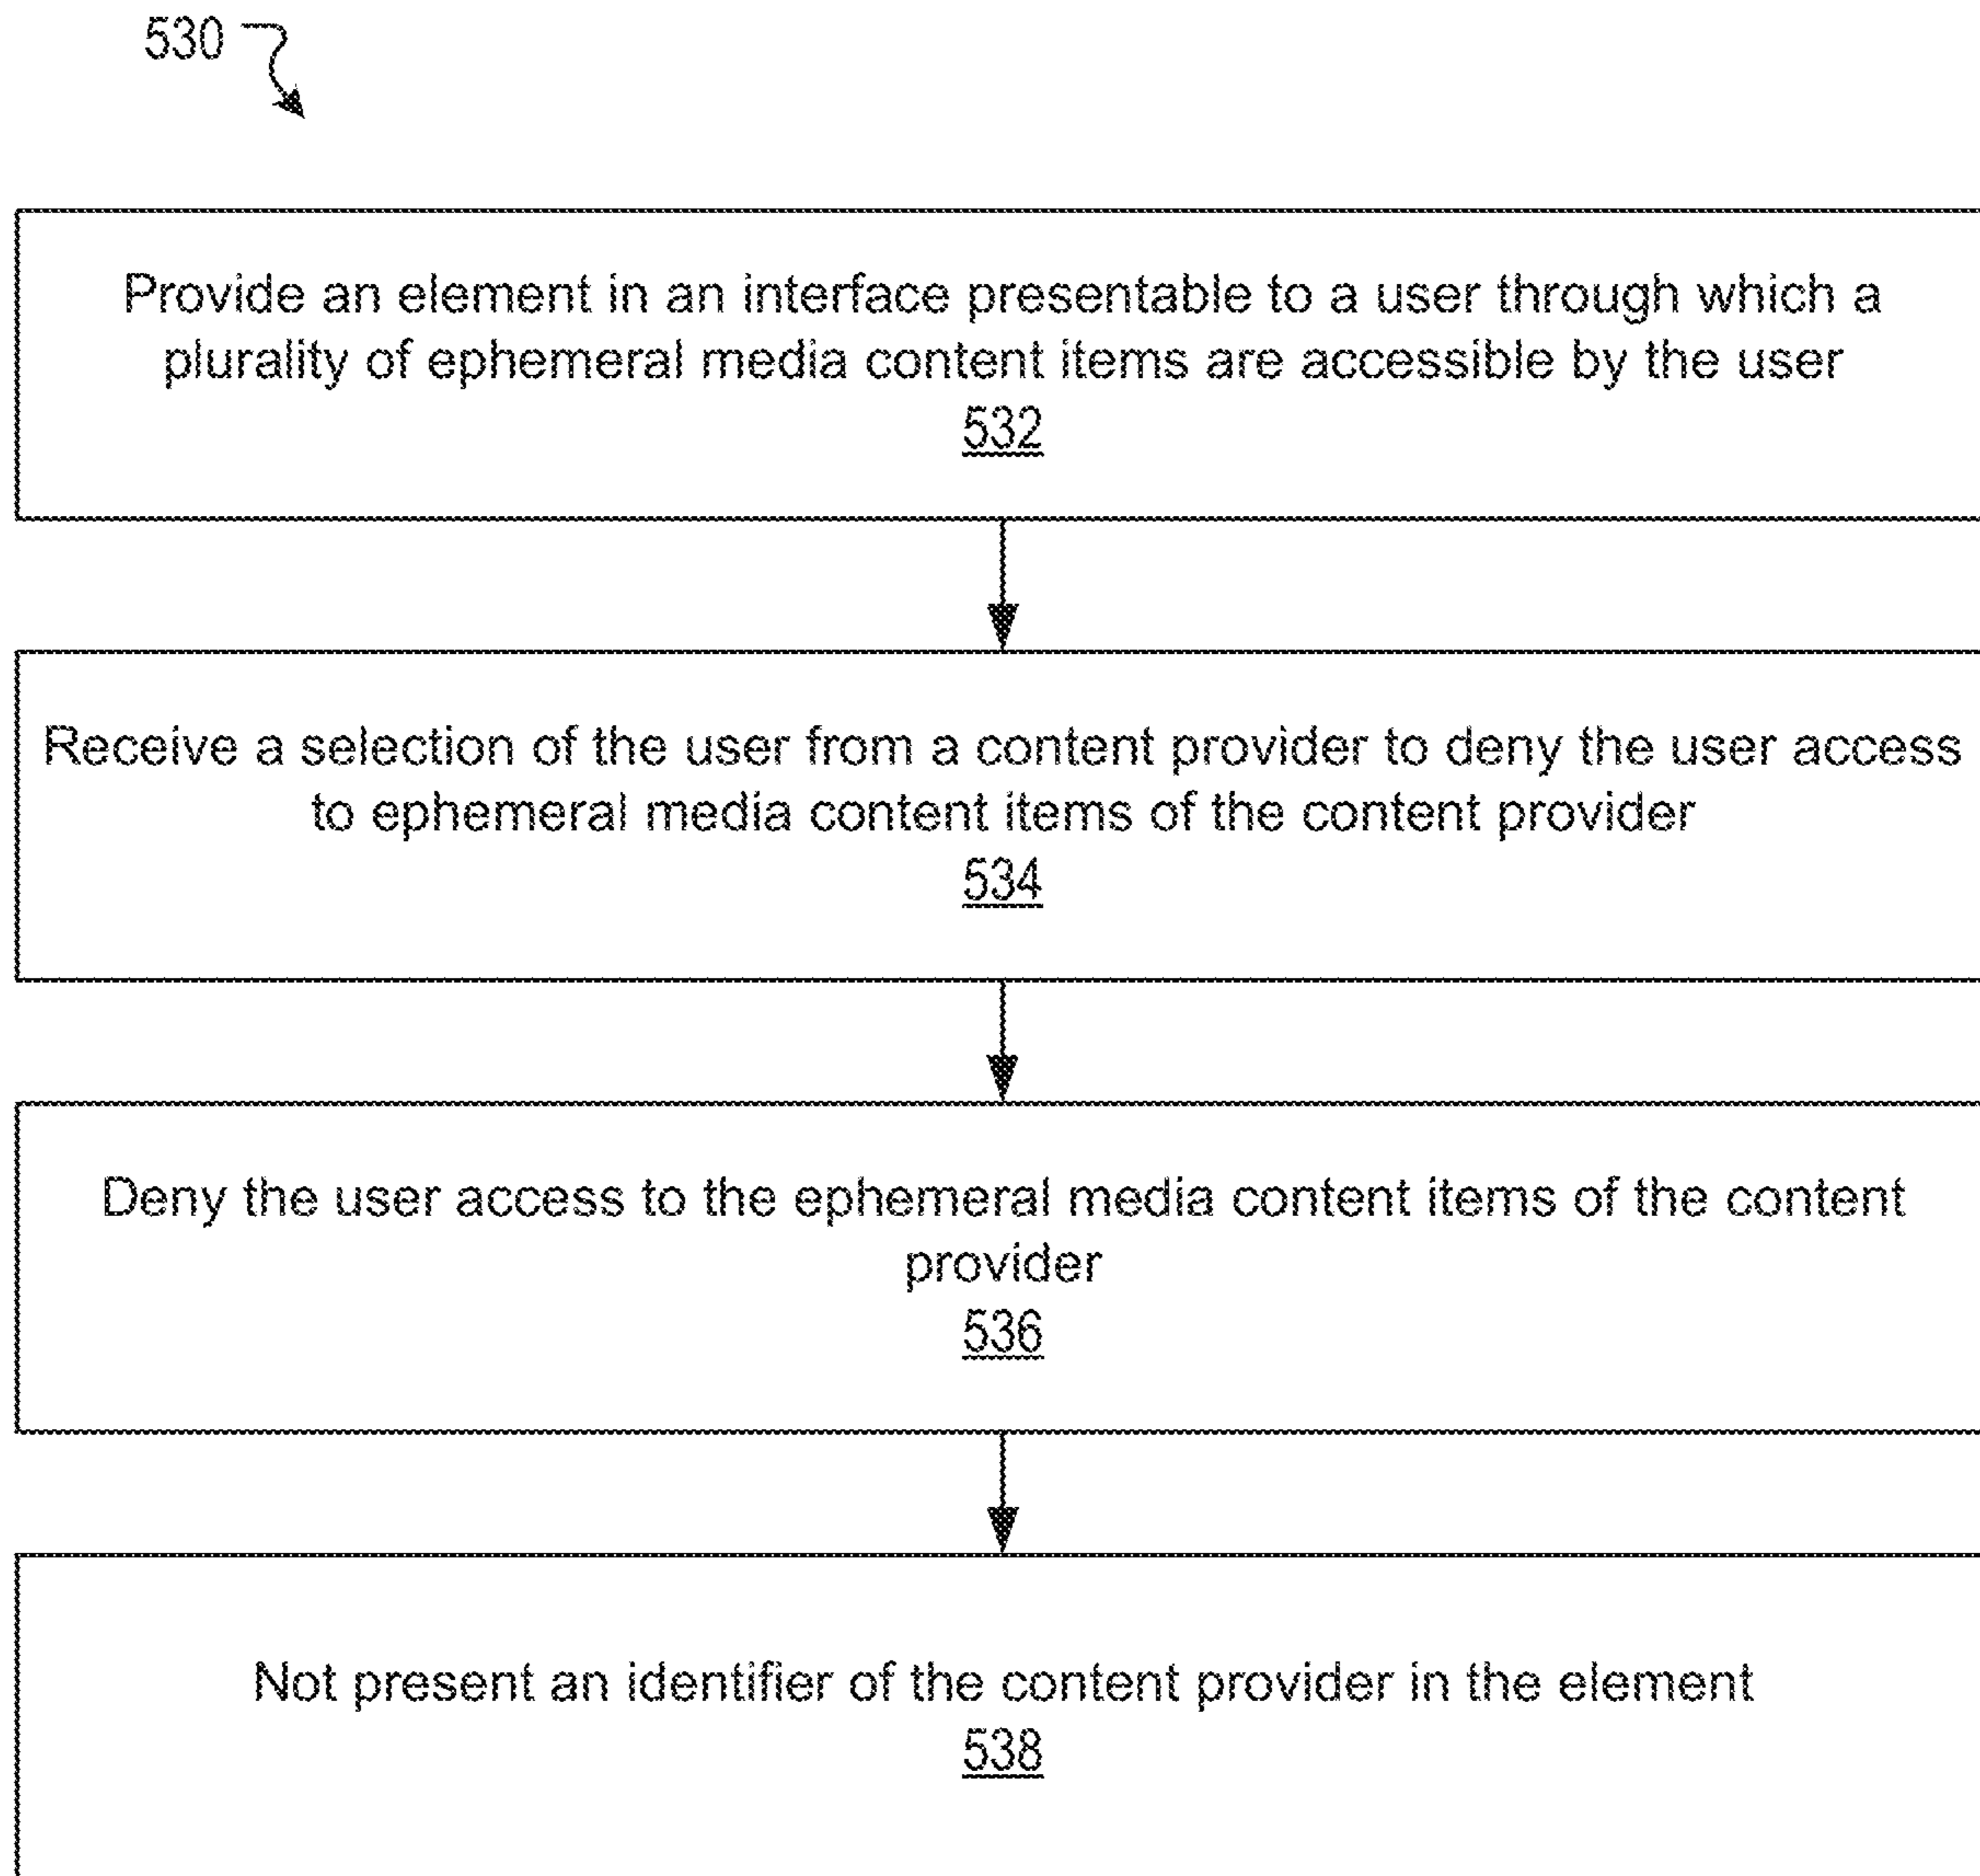 530
Provide an element in an interface presentable to a user through which a
plurality of ephemeral media content items are accessible by the user
532
Receive a selection of the user from a content provider to deny the user access
to ephemeral media content items of the content provider
534
Deny the user access to the ephemeral media content items of the content
provider
536
Not present an identifier of the content provider in the element
538